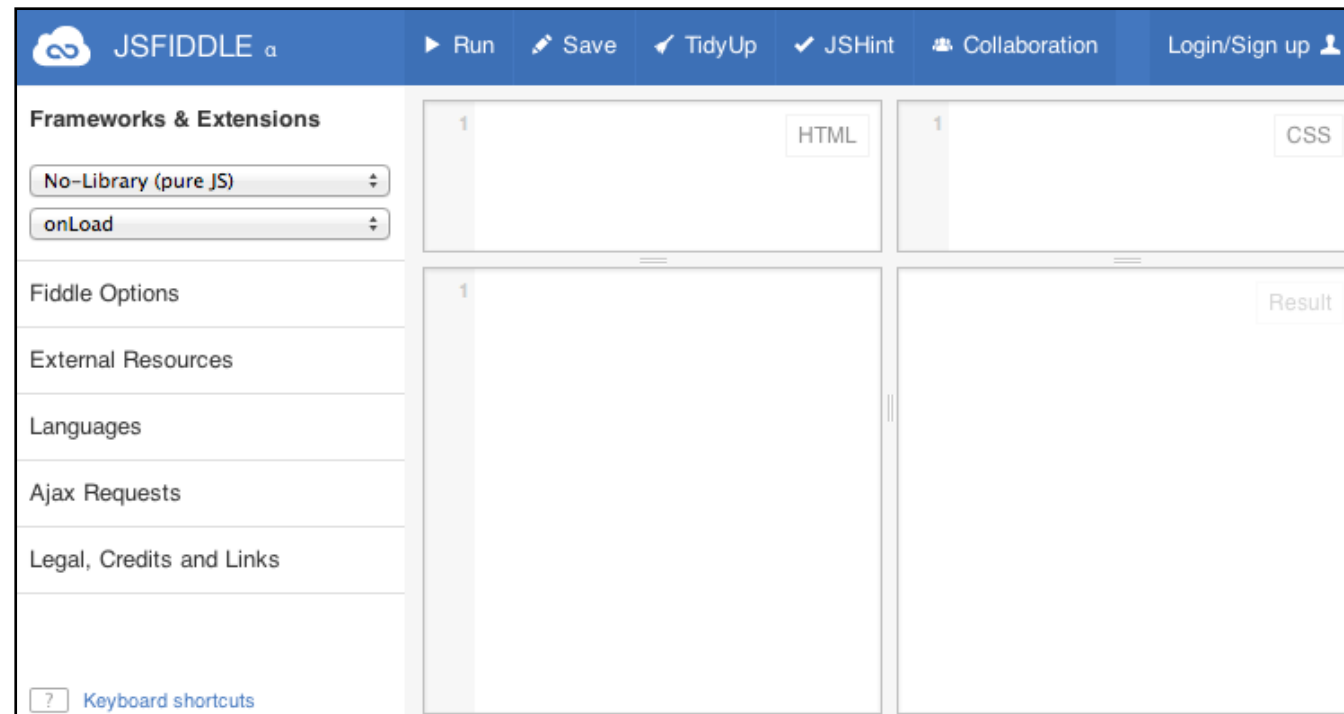 JSFIDDLE α
Run
Save
TidyUp
JSHint
Collaboration
Login/Sign up
Frameworks & Extensions
No-Library (pure JS)
onLoad
Fiddle Options
External Resources
Languages
Ajax Requests
Legal, Credits and Links
? Keyboard shortcuts
1
HTML
1
CSS
1
Result